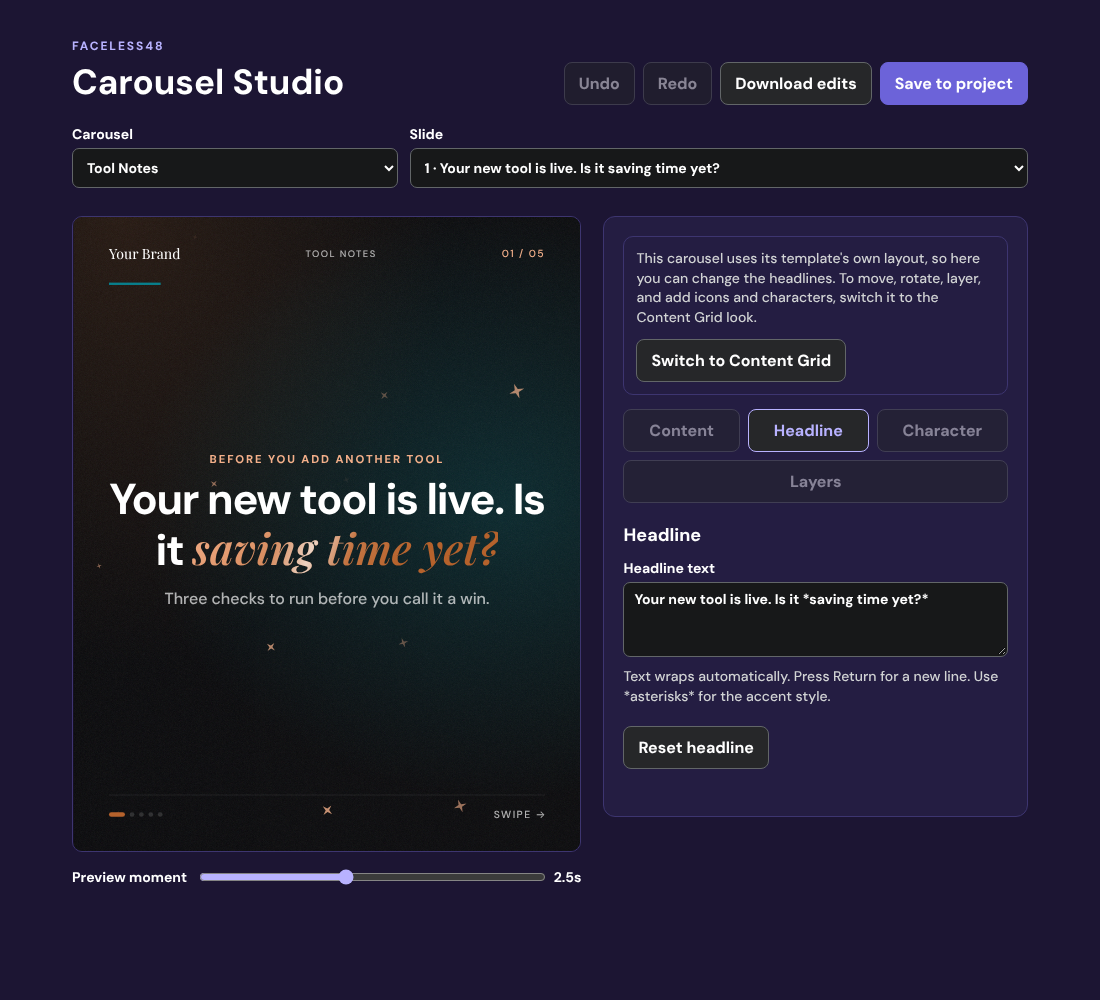 FACELESS48
Carousel Studio
Undo
Redo
Download edits
Save to project
Carousel
Slide
Tool Notes
1 · Your new tool is live. Is it saving time yet?
Your Brand
TOOL NOTES
01 / 05
BEFORE YOU ADD ANOTHER TOOL
Your new tool is live. Is
it saving time yet?
Three checks to run before you call it a win.
SWIPE →
Preview moment
2.5s
This carousel uses its template's own layout, so here
you can change the headlines. To move, rotate, layer,
and add icons and characters, switch it to the
Content Grid look.
Switch to Content Grid
Content
Headline
Character
Layers
Headline
Headline text
Your new tool is live. Is it *saving time yet?*
Text wraps automatically. Press Return for a new line. Use
*asterisks* for the accent style.
Reset headline